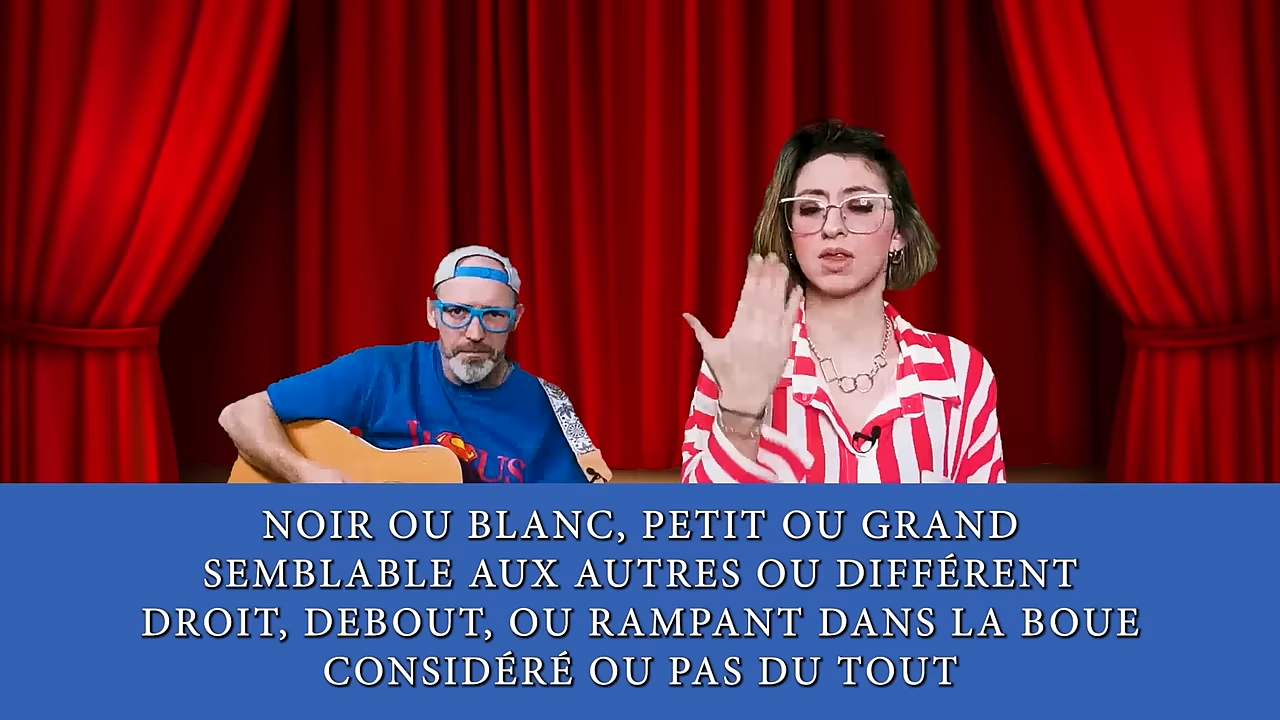 NOIR OU BLANC, PETIT OU GRAND
SEMBLABLE AUX AUTRES OU DIFFÉRENT
DROIT, DEBOUT, OU RAMPANT DANS LA BOUE
CONSIDÉRÉ OU PAS DU TOUT